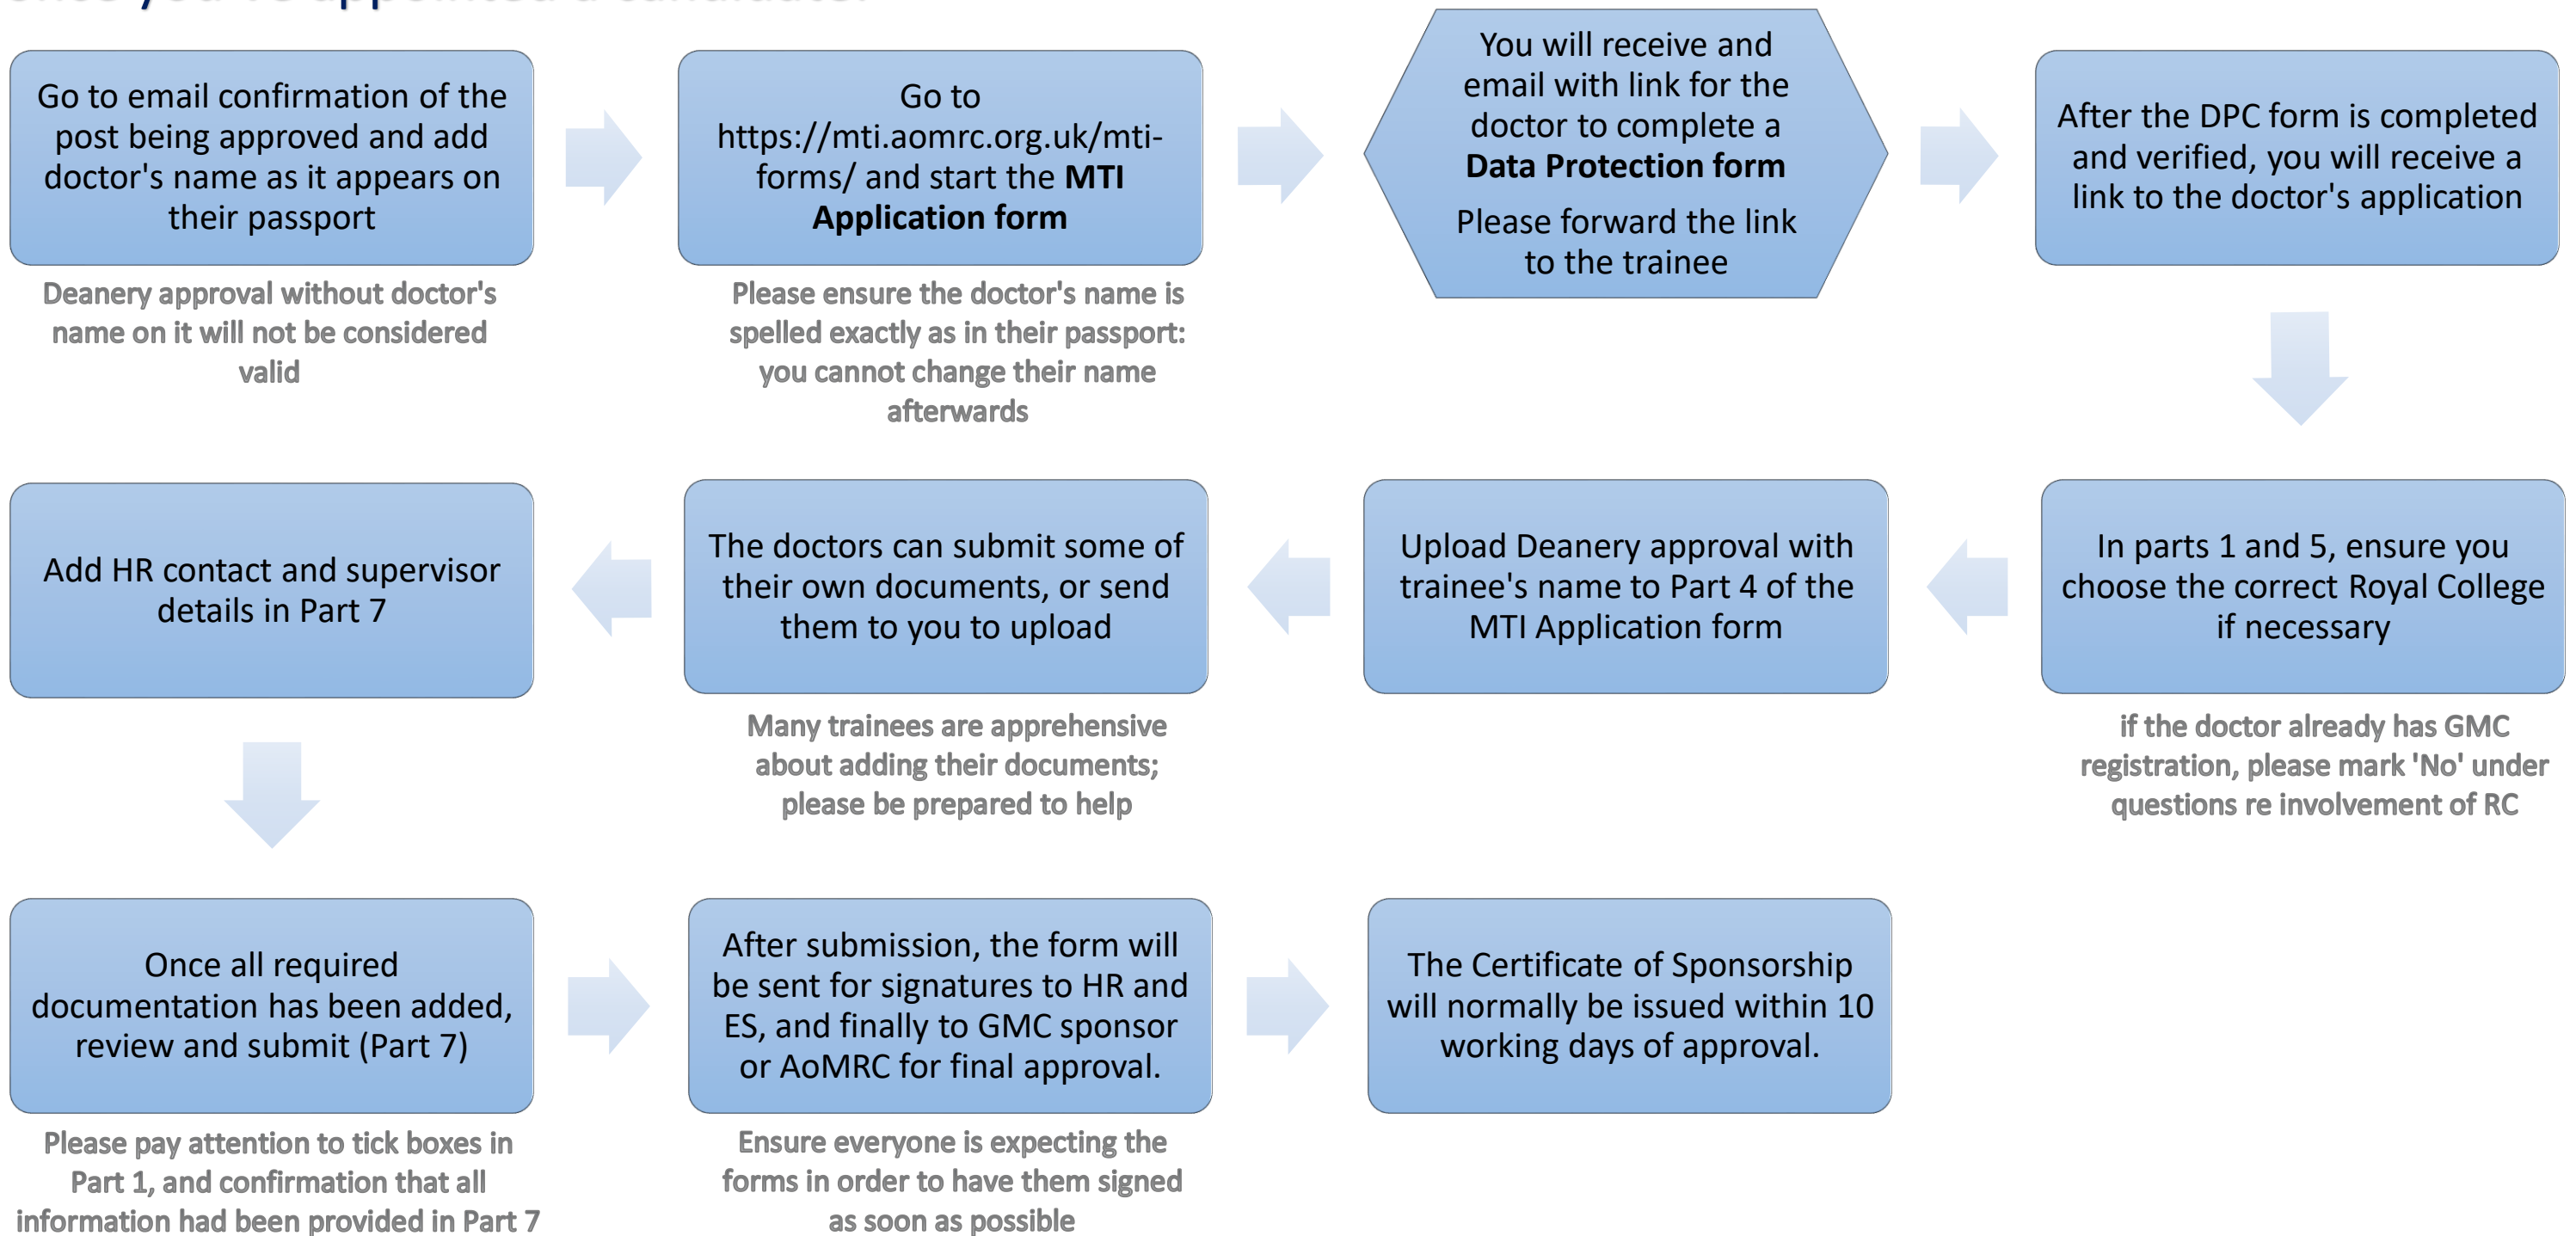 Once you've appointed a candidate:
Go to email confirmation of the
post being approved and add
doctor's name as it appears on
their passport
Deanery approval without doctor's
name on it will not be considered
valid
Go to
https://mti.aomrc.org.uk/mti-
forms/ and start the MTI
Application form
Please ensure the doctor's name is
spelled exactly as in their passport:
you cannot change their name
afterwards
You will receive and
email with link for the
doctor to complete a
Data Protection form
Please forward the link
to the trainee
After the DPC form is completed
and verified, you will receive a
link to the doctor's application
In parts 1 and 5, ensure you
choose the correct Royal College
if necessary
if the doctor already has GMC
registration, please mark 'No' under
questions re involvement of RC
Upload Deanery approval with
trainee's name to Part 4 of the
MTI Application form
The doctors can submit some of
their own documents, or send
them to you to upload
Many trainees are apprehensive
about adding their documents;
please be prepared to help
Add HR contact and supervisor
details in Part 7
Once all required
documentation has been added,
review and submit (Part 7)
Please pay attention to tick boxes in
Part 1, and confirmation that all
information had been provided in Part 7
After submission, the form will
be sent for signatures to HR and
ES, and finally to GMC sponsor
or AoMRC for final approval.
Ensure everyone is expecting the
forms in order to have them signed
as soon as possible
The Certificate of Sponsorship
will normally be issued within 10
working days of approval.